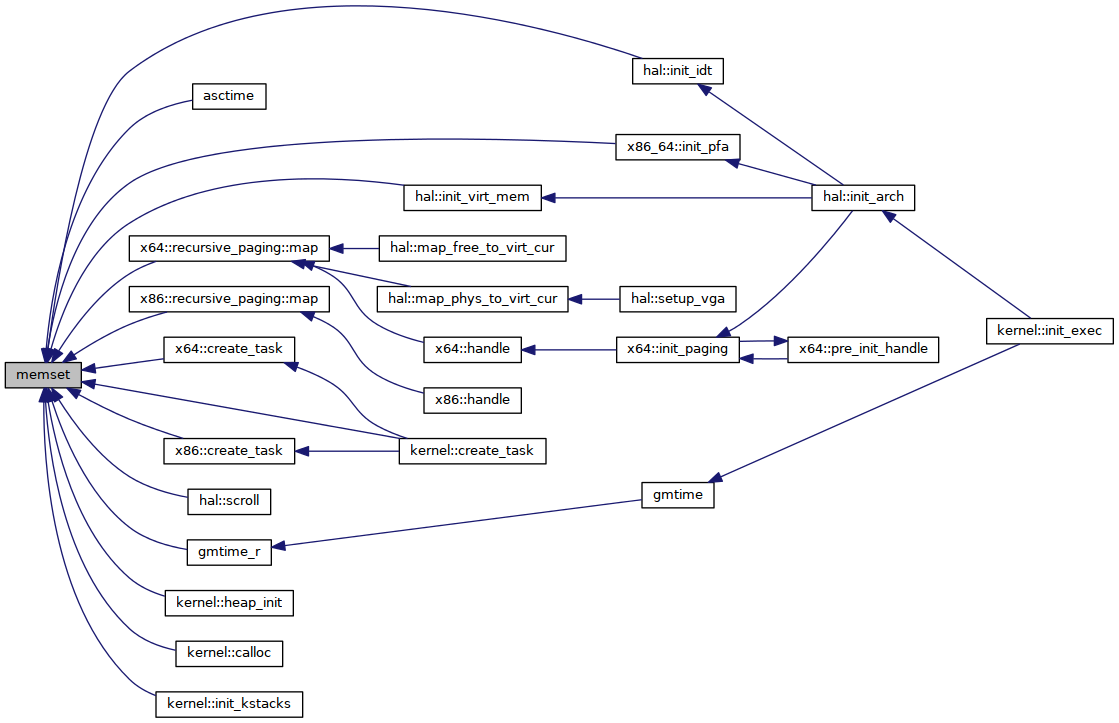 hal::init_idt
asctime
x86_64::init_pfa
hal::init_virt_mem
hal::init_arch
x64::recursive_paging::map
hal::map_free_to_virt_cur
x86::recursive_paging::map
hal::map_phys_to_virt_cur
hal::setup_vga
kernel::init_exec
x64::create_task
x64::handle
x64::init_paging
x64::pre_init_handle
memset
x86::handle
x86::create_task
kernel::create_task
hal::scroll
gmtime
gmtime_r
kernel::heap_init
kernel::calloc
kernel::init_kstacks